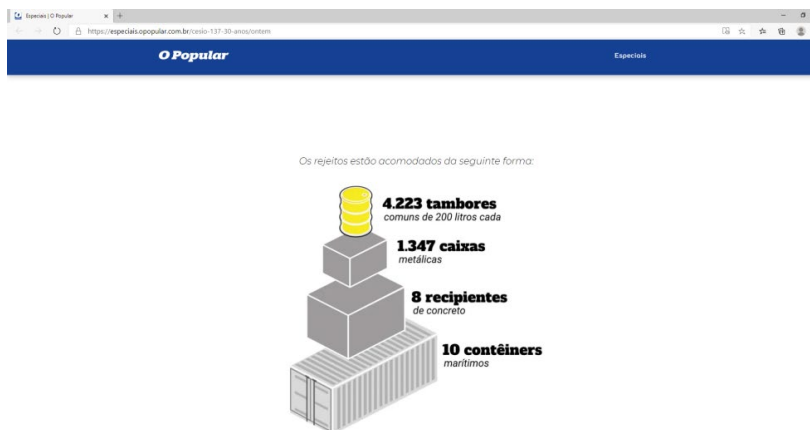 Especiais | O Popular
https://especiais.opopular.com.br/cesio-137-30-anos/ontem
O Popular
Especiais
Os rejeitos estão acomodados da seguinte forma:
4.223 tambores
comuns de 200 litros cada
1.347 caixas
metálicas
8 recipientes
de concreto
10 contêiners
marítimos